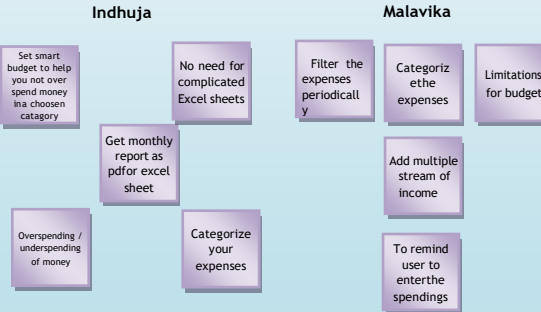 Indhuja
Malavika
Set smart
budget to help
you not over
spend money
ina choosen
catagory
No need for
complicated
Excel sheets
Filter the
expenses
periodicall
y
Categoriz
ethe
expenses
Limitations
for budget
Get monthly
report as
pdfor excel
sheet
Add multiple
stream of
income
Overspending /
underspending
of money
Categorize
your
expenses
To remind
user to
enterthe
spendings